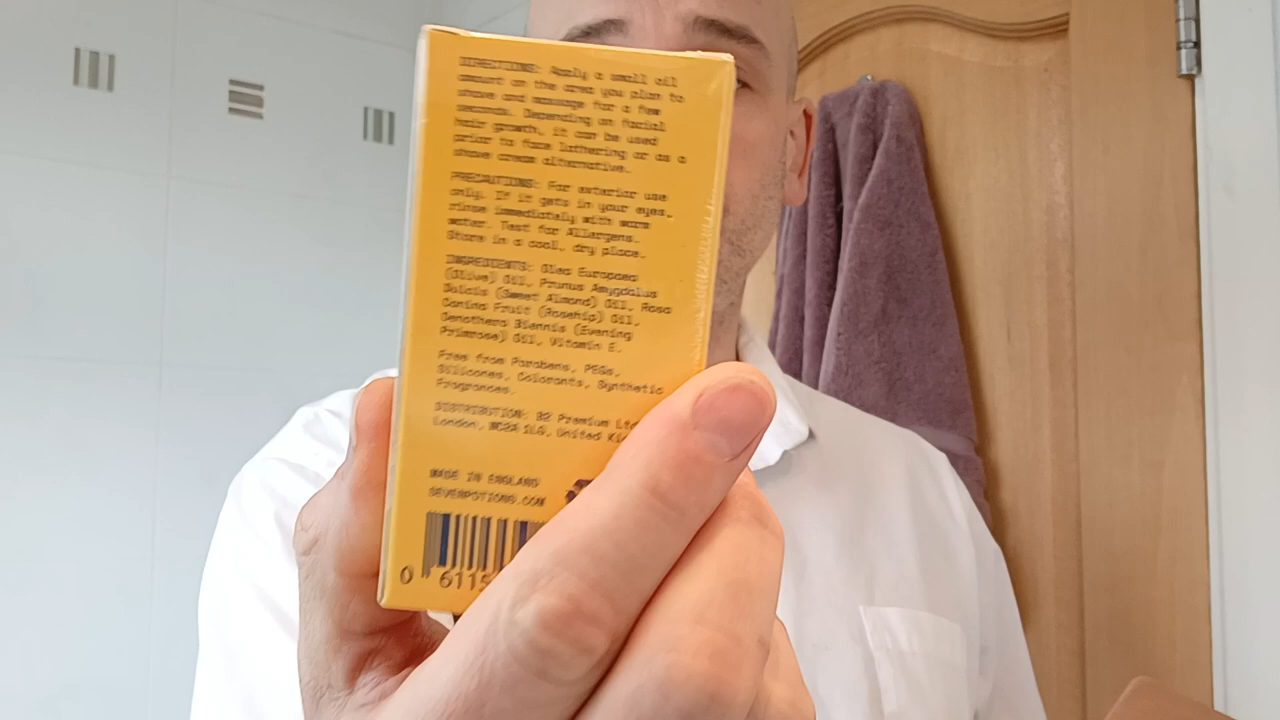 DIRECTIONS: Apply a small oil
amount on the area you plan to
shave and massage for a few
seconds. Depending on facial
hair growth, it can be used
prior to face lathering or as a
shave cream alternative.
PRECAUTIONS: For exterior use
only. If it gets in your eyes,
rinse immediately with warm
water. Test for Allergens.
Store in a cool, dry place.
INGREDIENTS: Olea Europaea
(Olive) Oil, Prunus Amygdalus
Dulcis (Sweet Almond) Oil, Rosa
Canina Fruit (Rosehip) Oil,
Oenothera Biennis (Evening
Primrose) Oil, Vitamin E.
Free from Parabens, PEGs,
Silicones, Colorants, Synthetic
Fragrances.
DISTRIBUTION: B2 Premium Ltd
London, United
MADE IN ENGLAND
SEVENPOTIONS.COM
0 6115